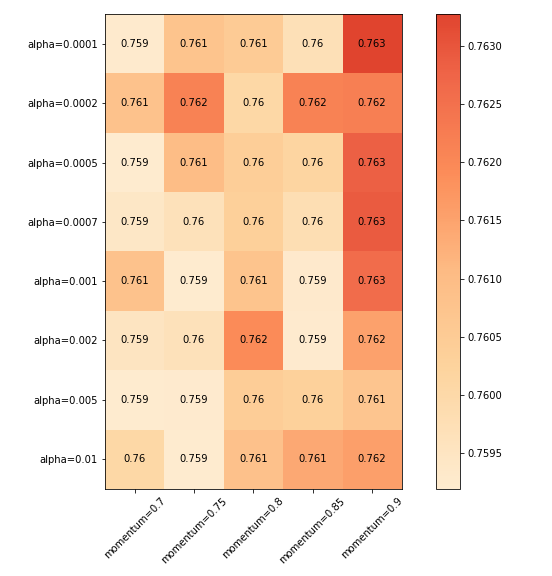 alpha=0.0001 0.759 0.761 0.761 0.76 0.763
alpha=0.0002 0.761 0.762 0.76 0.762 0.762
alpha=0.0005 0.759 0.761 0.76 0.76 0.763
alpha=0.0007 0.759 0.76 0.76 0.76 0.763
alpha=0.001 0.761 0.759 0.761 0.759 0.763
alpha=0.002 0.759 0.76 0.762 0.759 0.762
alpha=0.005 0.759 0.759 0.76 0.76 0.761
alpha=0.01 0.76 0.759 0.761 0.761 0.762
momentum=0.7
momentum=0.75
momentum=0.8
momentum=0.85
momentum=0.9
0.7630
0.7625
0.7620
0.7615
0.7610
0.7605
0.7600
0.7595